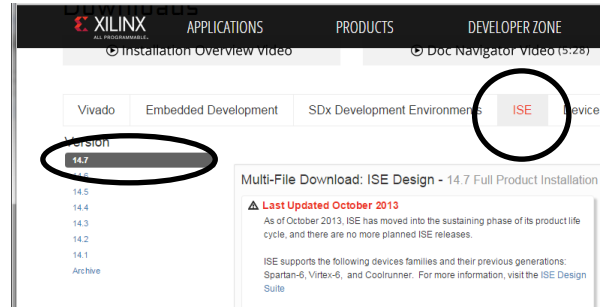 Downloads
XILINX
ALL PROGRAMMABLE.
APPLICATIONS
PRODUCTS
DEVELOPER ZONE
Installation Overview Video
Doc Navigator Video (5:28)
Vivado
Embedded Development
SDx Development Environments
ISE
Device
Version
14.7
14.6
14.5
14.4
14.3
14.2
14.1
Archive
Multi-File Download: ISE Design - 14.7 Full Product Installation
Last Updated October 2013
As of October 2013, ISE has moved into the sustaining phase of its product life
cycle, and there are no more planned ISE releases.
ISE supports the following devices families and their previous generations:
Spartan-6, Virtex-6, and Coolrunner. For more information, visit the ISE Design
Suite